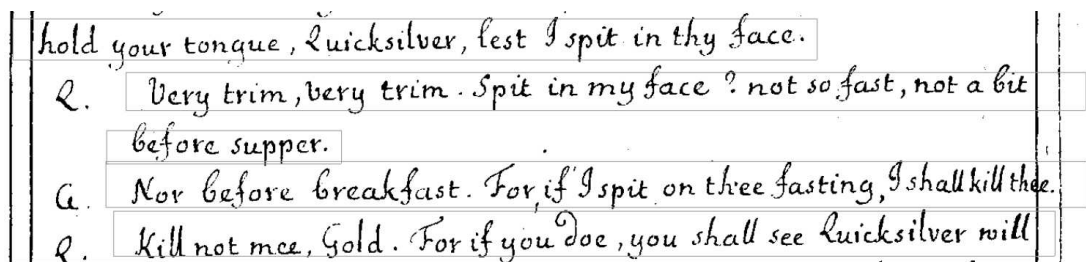 hold your tongue, Quicksilver, lest I spit in thy face.
Q. Very trim, very trim. Spit in my face? not so fast, not a bit
before supper.
G. Nor before breakfast. For, if I spit on thee fasting, I shall kill thee.
Q. Kill not mee, Gold. For if you doe, you shall see Quicksilver will